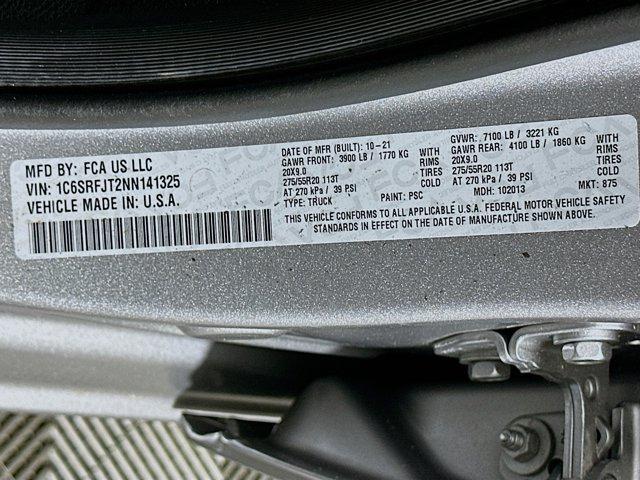 MFD BY: FCA US LLC
VIN: 1C6SRFJT2NN141325
VEHICLE MADE IN: U.S.A.
DATE OF MFR (BUILT): 10-21
GAWR FRONT: 3900 LB / 1770 KG WITH
20X9.0 RIMS
275/55R20 113T TIRES
AT 270 kPa / 39 PSI COLD
TYPE: TRUCK PAINT: PSC
GVWR: 7100 LB / 3221 KG
GAWR REAR: 4100 LB / 1860 KG WITH
20X9.0 RIMS
275/55R20 113T TIRES
AT 270 kPa / 39 PSI COLD
MDH: 102013 MKT: 875
THIS VEHICLE CONFORMS TO ALL APPLICABLE U.S.A. FEDERAL MOTOR VEHICLE SAFETY
STANDARDS IN EFFECT ON THE DATE OF MANUFACTURE SHOWN ABOVE.